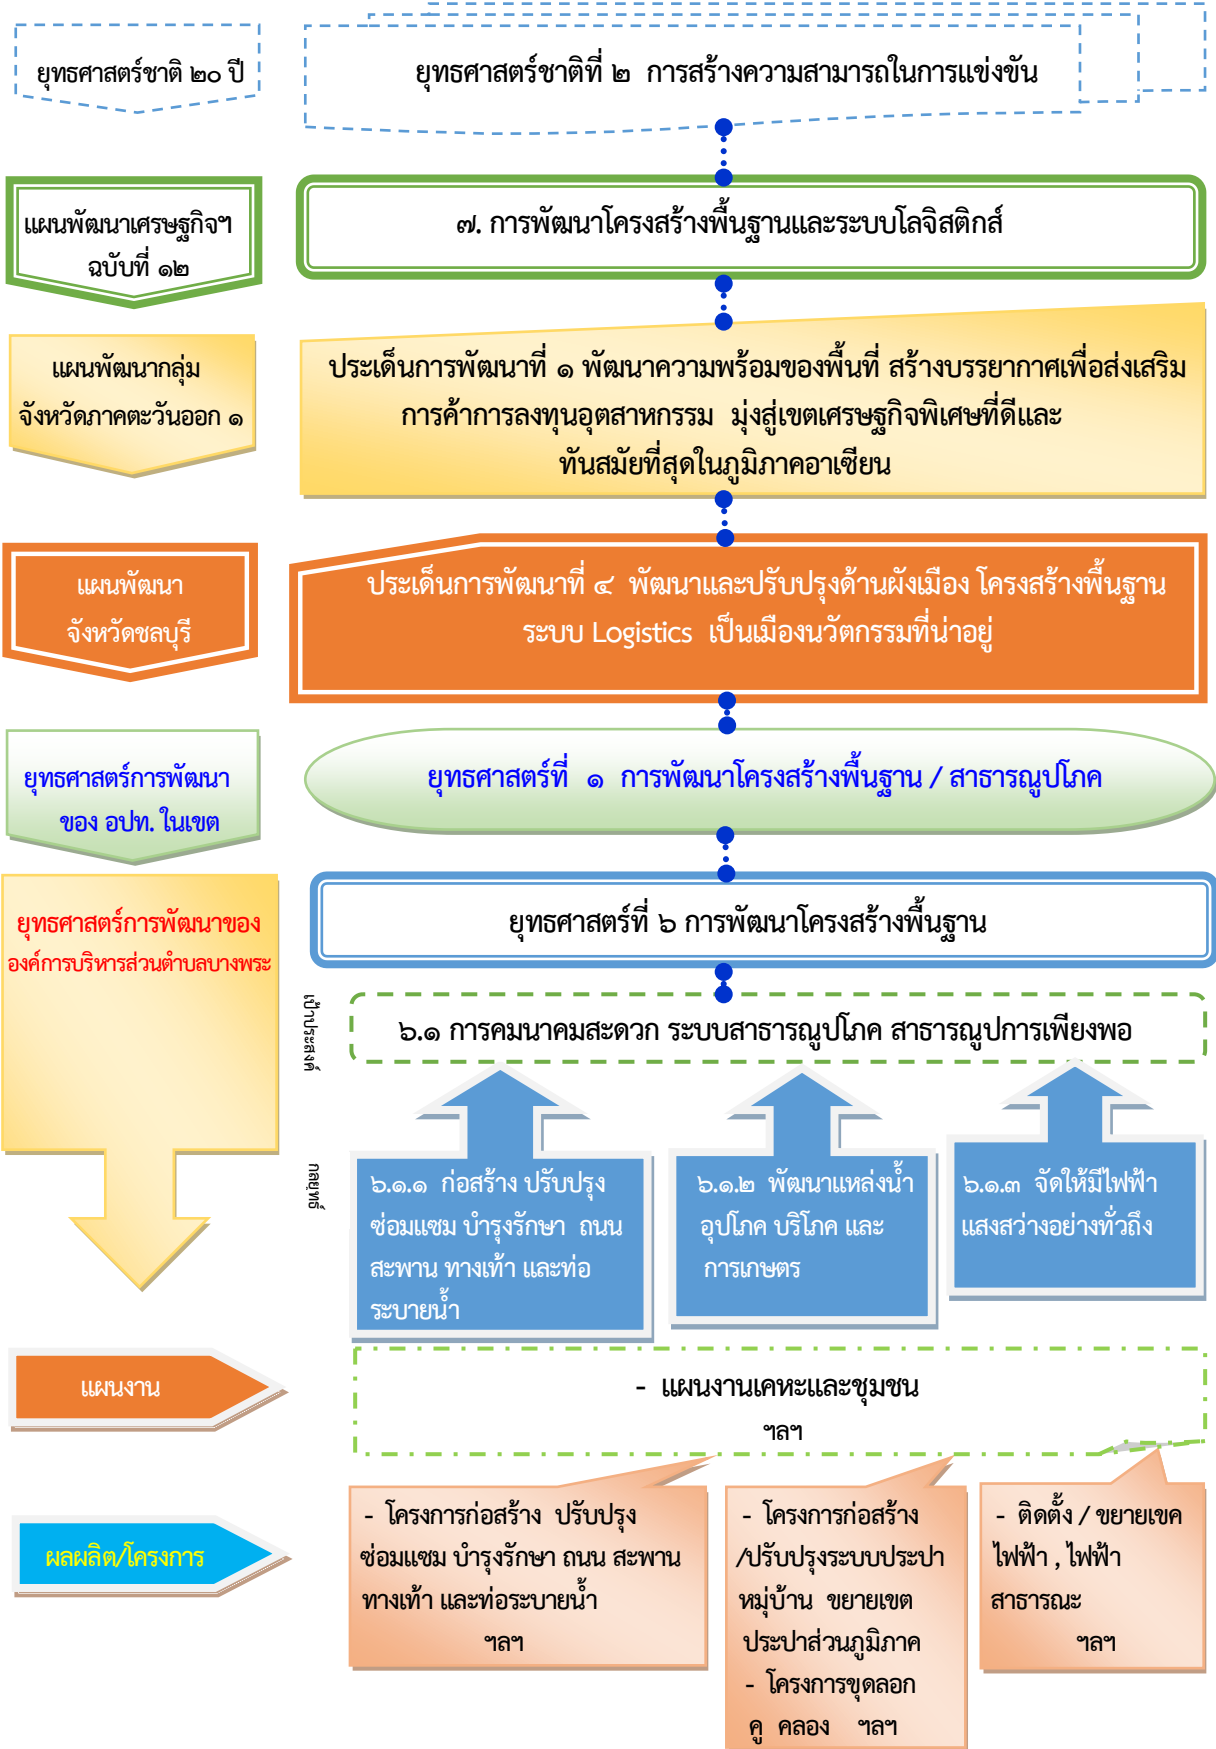 ยุทธศาสตร์ชาติ ๒๐ ปี
ยุทธศาสตร์ชาติที่ ๒ การสร้างความสามารถในการแข่งขัน
แผนพัฒนาเศรษฐกิจฯ
ฉบับที่ ๑๒
๗. การพัฒนาโครงสร้างพื้นฐานและระบบโลจิสติกส์
แผนพัฒนากลุ่ม
จังหวัดภาคตะวันออก ๑
ประเด็นการพัฒนาที่ ๑ พัฒนาความพร้อมของพื้นที่ สร้างบรรยากาศเพื่อส่งเสริม
การค้าการลงทุนอุตสาหกรรม มุ่งสู่เขตเศรษฐกิจพิเศษที่ดีและ
ทันสมัยที่สุดในภูมิภาคอาเซียน
แผนพัฒนา
จังหวัดชลบุรี
ประเด็นการพัฒนาที่ ๔ พัฒนาและปรับปรุงด้านผังเมือง โครงสร้างพื้นฐาน
ระบบ Logistics เป็นเมืองนวัตกรรมที่น่าอยู่
ยุทธศาสตร์การพัฒนา
ของ อปท. ในเขต
ยุทธศาสตร์ที่ ๑ การพัฒนาโครงสร้างพื้นฐาน / สาธารณูปโภค
ยุทธศาสตร์การพัฒนาของ
องค์การบริหารส่วนตำบลบางพระ
ยุทธศาสตร์ที่ ๖ การพัฒนาโครงสร้างพื้นฐาน
เป้าประสงค์
๖.๑ การคมนาคมสะดวก ระบบสาธารณูปโภค สาธารณูปการเพียงพอ
กลยุทธ์
๖.๑.๑ ก่อสร้าง ปรับปรุง
ซ่อมแซม บำรุงรักษา ถนน
สะพาน ทางเท้า และท่อ
ระบายน้ำ
๖.๑.๒ พัฒนาแหล่งน้ำ
อุปโภค บริโภค และ
การเกษตร
๖.๑.๓ จัดให้มีไฟฟ้า
แสงสว่างอย่างทั่วถึง
แผนงาน
- แผนงานเคหะและชุมชน
ฯลฯ
ผลผลิต/โครงการ
- โครงการก่อสร้าง ปรับปรุง
ซ่อมแซม บำรุงรักษา ถนน สะพาน
ทางเท้า และท่อระบายน้ำ
ฯลฯ
- โครงการก่อสร้าง
/ปรับปรุงระบบประปา
หมู่บ้าน ขยายเขต
ประปาส่วนภูมิภาค
- โครงการขุดลอก
คู คลอง ฯลฯ
- ติดตั้ง / ขยายเขต
ไฟฟ้า , ไฟฟ้า
สาธารณะ
ฯลฯ